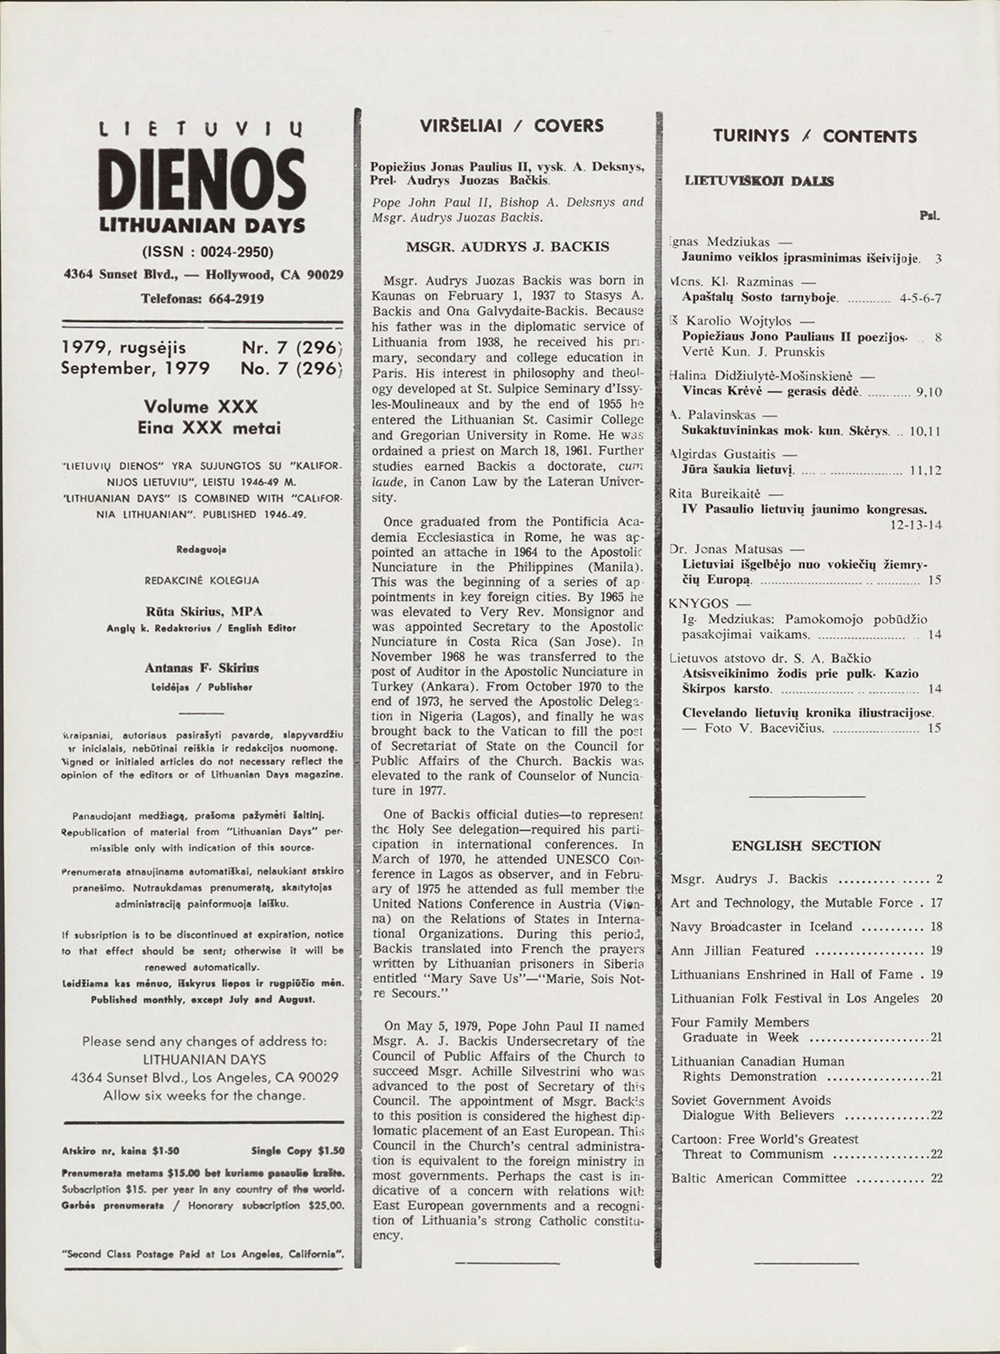 LIETUVIŲ
DIENOS
LITHUANIAN DAYS
(ISSN : 0024-2950)
4364 Sunset Blvd., — Hollywood, CA 90029
Telefonas: 664-2919
1979, rugsėjis Nr. 7 (296)
September, 1979 No. 7 (296)
Volume XXX
Eina XXX metai
"LIETUVIŲ DIENOS" YRA SUJUNGTOS SU "KALIFOR-
NIJOS LIETUVIU", LEISTU 1946-49 M.
"LITHUANIAN DAYS" IS COMBINED WITH "CALIFOR-
NIA LITHUANIAN". PUBLISHED 1946-49.
Redaguoja
REDAKCINĖ KOLEGIJA
Rūta Skirius, MPA
Anglų k. Redaktorius / English Editor
Antanas F. Skirius
Leidėjas / Publisher
Straipsniai, autoriaus pasirašyti pavarde, slapyvardžiu
ar inicialais, nebūtinai reiškia ir redakcijos nuomonę.
Signed or initialed articles do not necessary reflect the
opinion of the editors or of Lithuanian Days magazine.
Panaudojant medžiagą, prašoma pažymėti šaltinį.
Republication of material from "Lithuanian Days" per-
missible only with indication of this source.
Prenumerata atnaujinama automatiškai, nelaukiant atskiro
pranešimo. Nutraukdamas prenumeratą, skaitytojas
administraciją painformuoja laišku.
If subsription is to be discontinued at expiration, notice
to that effect should be sent; otherwise it will be
renewed automatically.
Leidžiama kas mėnuo, išskyrus liepos ir rugpiūčio mėn.
Published monthly, except July and August.
Please send any changes of address to:
LITHUANIAN DAYS
4364 Sunset Blvd., Los Angeles, CA 90029
Allow six weeks for the change.
Atskiro nr. kaina $1.50 Single Copy $1.50
Prenumerata metams $15.00 bet kuriame pasaulio krašte.
Subscription $15. per year in any country of the world.
Garbės prenumerata / Honorary subscription $25.00.
"Second Class Postage Paid at Los Angeles, California".
VIRŠELIAI / COVERS
Popiežius Jonas Paulius II, vysk. A. Deksnys,
Prel. Audrys Juozas Bačkis.
Pope John Paul II, Bishop A. Deksnys and
Msgr. Audrys Juozas Backis.
MSGR. AUDRYS J. BACKIS
Msgr. Audrys Juozas Backis was born in
Kaunas on February 1, 1937 to Stasys A.
Backis and Ona Galvydaite-Backis. Because
his father was in the diplomatic service of
Lithuania from 1938, he received his pri-
mary, secondary and college education in
Paris. His interest in philosophy and theol-
ogy developed at St. Sulpice Seminary d'Issy-
les-Moulineaux and by the end of 1955 he
entered the Lithuanian St. Casimir College
and Gregorian University in Rome. He was
ordained a priest on March 18, 1961. Further
studies earned Backis a doctorate, cum
laude, in Canon Law by the Lateran Univer-
sity.
Once graduated from the Pontificia Aca-
demia Ecclesiastica in Rome, he was ap-
pointed an attache in 1964 to the Apostolic
Nunciature in the Philippines (Manila).
This was the beginning of a series of ap-
pointments in key foreign cities. By 1965 he
was elevated to Very Rev. Monsignor and
was appointed Secretary to the Apostolic
Nunciature in Costa Rica (San Jose). In
November 1968 he was transferred to the
post of Auditor in the Apostolic Nunciature in
Turkey (Ankara). From October 1970 to the
end of 1973, he served the Apostolic Delega-
tion in Nigeria (Lagos), and finally he was
brought back to the Vatican to fill the post
of Secretariat of State on the Council for
Public Affairs of the Church. Backis was
elevated to the rank of Counselor of Nuncia-
ture in 1977.
One of Backis official duties—to represent
the Holy See delegation—required his parti-
cipation in international conferences. In
March of 1970, he attended UNESCO Con-
ference in Lagos as observer, and in Febru-
ary of 1975 he attended as full member the
United Nations Conference in Austria (Vien-
na) on the Relations of States in Interna-
tional Organizations. During this period,
Backis translated into French the prayers
written by Lithuanian prisoners in Siberia
entitled "Mary Save Us"—"Marie, Sois Not-
re Secours."
On May 5, 1979, Pope John Paul II named
Msgr. A. J. Backis Undersecretary of the
Council of Public Affairs of the Church to
succeed Msgr. Achille Silvestrini who was
advanced to the post of Secretary of this
Council. The appointment of Msgr. Backis
to this position is considered the highest dip-
lomatic placement of an East European. This
Council in the Church's central administra-
tion is equivalent to the foreign ministry in
most governments. Perhaps the cast is in-
dicative of a concern with relations with
East European governments and a recogni-
tion of Lithuania's strong Catholic constitu-
ency.
TURINYS / CONTENTS
LIETUVIŠKOJI DALIS
Psl.
Ignas Medziukas —
Jaunimo veiklos įprasminimas išeivijoje. 3
Mons. Kl. Razminas —
Apaštalų Sosto tarnyboje. ............ 4-5-6-7
Iš Karolio Wojtylos —
Popiežiaus Jono Pauliaus II poezijos. . 8
Vertė Kun. J. Prunskis
Halina Didžiulytė-Mošinskienė —
Vincas Krėvė — gerasis dėdė. ............ 9,10
A. Palavinskas —
Sukaktuvininkas mok. kun. Skėrys. .. 10,11
Algirdas Gustaitis —
Jūra šaukia lietuvį. ............................ 11,12
Rita Bureikaitė —
IV Pasaulio lietuvių jaunimo kongresas.
12-13-14
Dr. Jonas Matusas —
Lietuviai išgelbėjo nuo vokiečių žiemry-
čių Europą. ............................................ 15
KNYGOS —
Ig. Medziukas: Pamokomojo pobūdžio
pasakojimai vaikams. ........................ 14
Lietuvos atstovo dr. S. A. Bačkio
Atsisveikinimo žodis prie pulk. Kazio
Škirpos karsto. ...................................... 14
Clevelando lietuvių kronika iliustracijose.
— Foto V. Bacevičius. ........................ 15
ENGLISH SECTION
Msgr. Audrys J. Backis ............... 2
Art and Technology, the Mutable Force . 17
Navy Broadcaster in Iceland ........... 18
Ann Jillian Featured ................... 19
Lithuanians Enshrined in Hall of Fame . 19
Lithuanian Folk Festival in Los Angeles 20
Four Family Members
Graduate in Week .....................21
Lithuanian Canadian Human
Rights Demonstration ..................21
Soviet Government Avoids
Dialogue With Believers ...............22
Cartoon: Free World's Greatest
Threat to Communism .................22
Baltic American Committee ............ 22